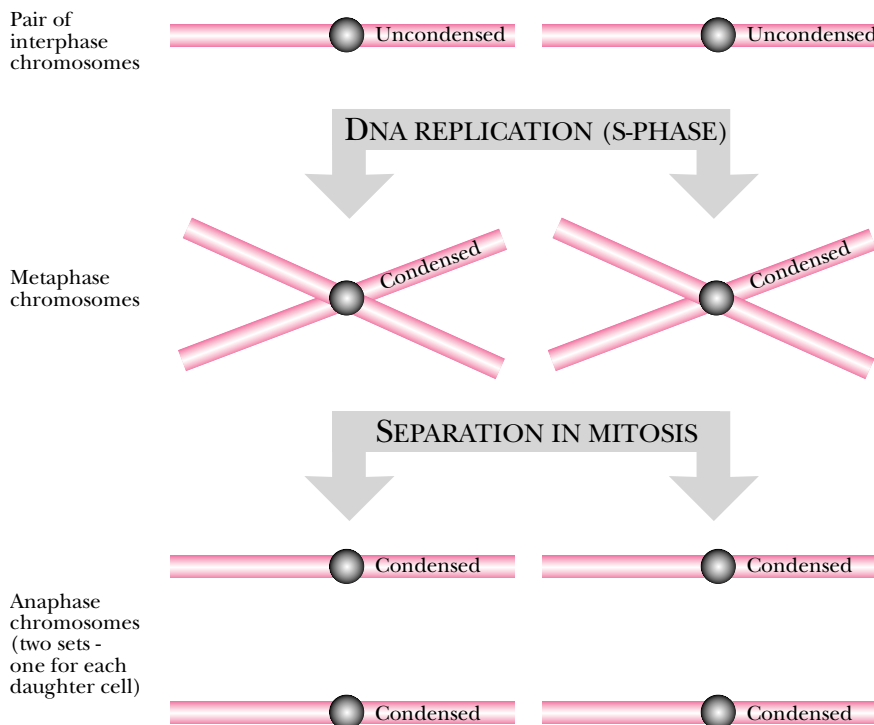 Pair of
interphase
chromosomes
Uncondensed
Uncondensed
DNA REPLICATION (S-PHASE)
Metaphase
chromosomes
Condensed
Condensed
SEPARATION IN MITOSIS
Condensed
Condensed
Anaphase
chromosomes
(two sets -
one for each
daughter cell)
Condensed
Condensed